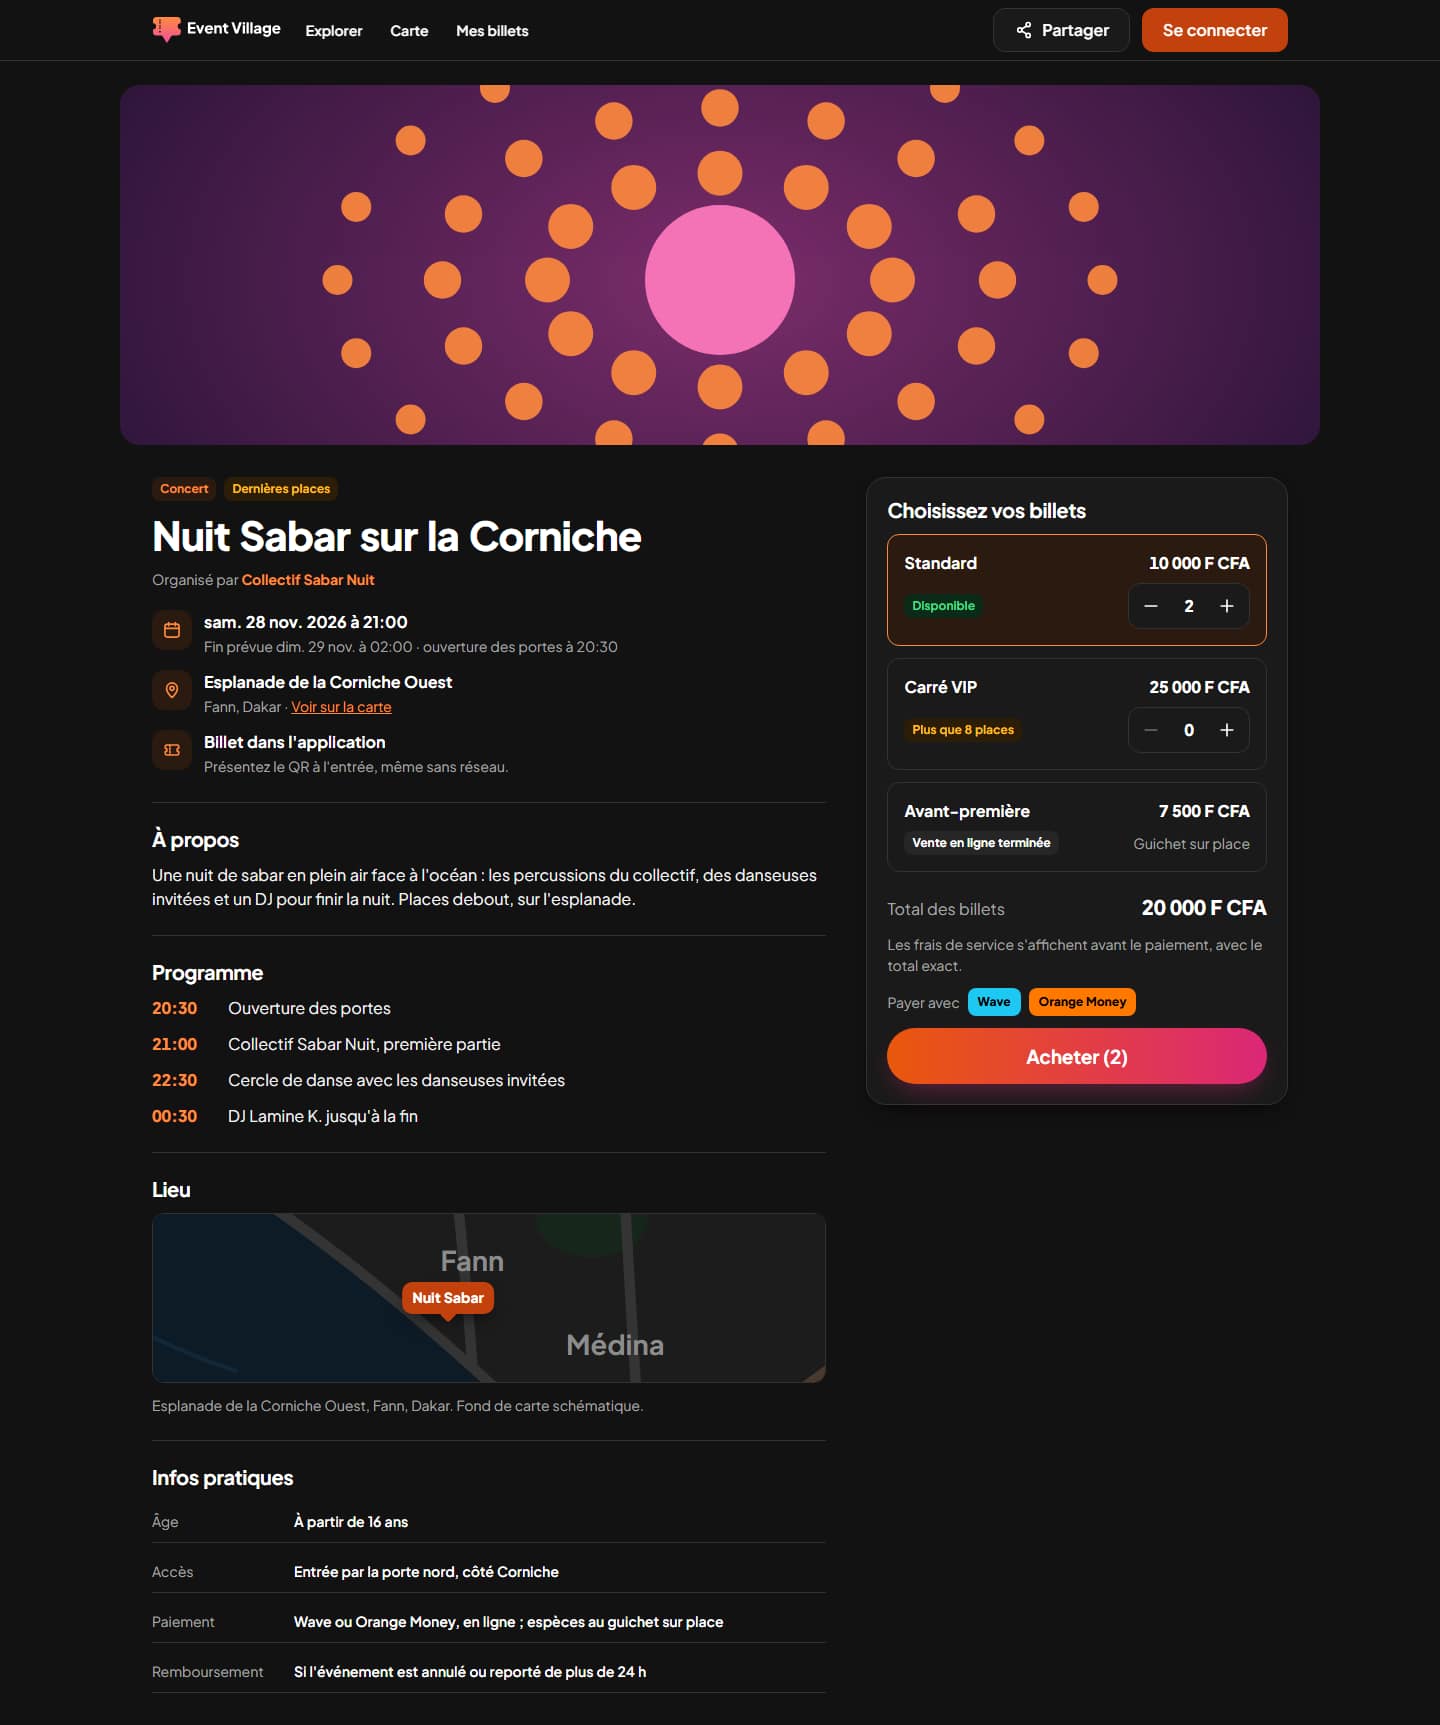 Event Village
Explorer
Carte
Mes billets
Partager
Se connecter
Concert
Dernières places
Nuit Sabar sur la Corniche
Organisé par Collectif Sabar Nuit
sam. 28 nov. 2026 à 21:00
Fin prévue dim. 29 nov. à 02:00 · ouverture des portes à 20:30
Esplanade de la Corniche Ouest
Fann, Dakar · Voir sur la carte
Billet dans l'application
Présentez le QR à l'entrée, même sans réseau.
À propos
Une nuit de sabar en plein air face à l'océan : les percussions du collectif, des danseuses
invitées et un DJ pour finir la nuit. Places debout, sur l'esplanade.
Programme
20:30 Ouverture des portes
21:00 Collectif Sabar Nuit, première partie
22:30 Cercle de danse avec les danseuses invitées
00:30 DJ Lamine K. jusqu'à la fin
Lieu
Fann
Nuit Sabar
Médina
Esplanade de la Corniche Ouest, Fann, Dakar. Fond de carte schématique.
Infos pratiques
Âge À partir de 16 ans
Accès Entrée par la porte nord, côté Corniche
Paiement Wave ou Orange Money, en ligne ; espèces au guichet sur place
Remboursement Si l'événement est annulé ou reporté de plus de 24 h
Choisissez vos billets
Standard 10 000 F CFA
Disponible − 2 +
Carré VIP 25 000 F CFA
Plus que 8 places − 0 +
Avant-première 7 500 F CFA
Vente en ligne terminée Guichet sur place
Total des billets 20 000 F CFA
Les frais de service s'affichent avant le paiement, avec le
total exact.
Payer avec Wave Orange Money
Acheter (2)